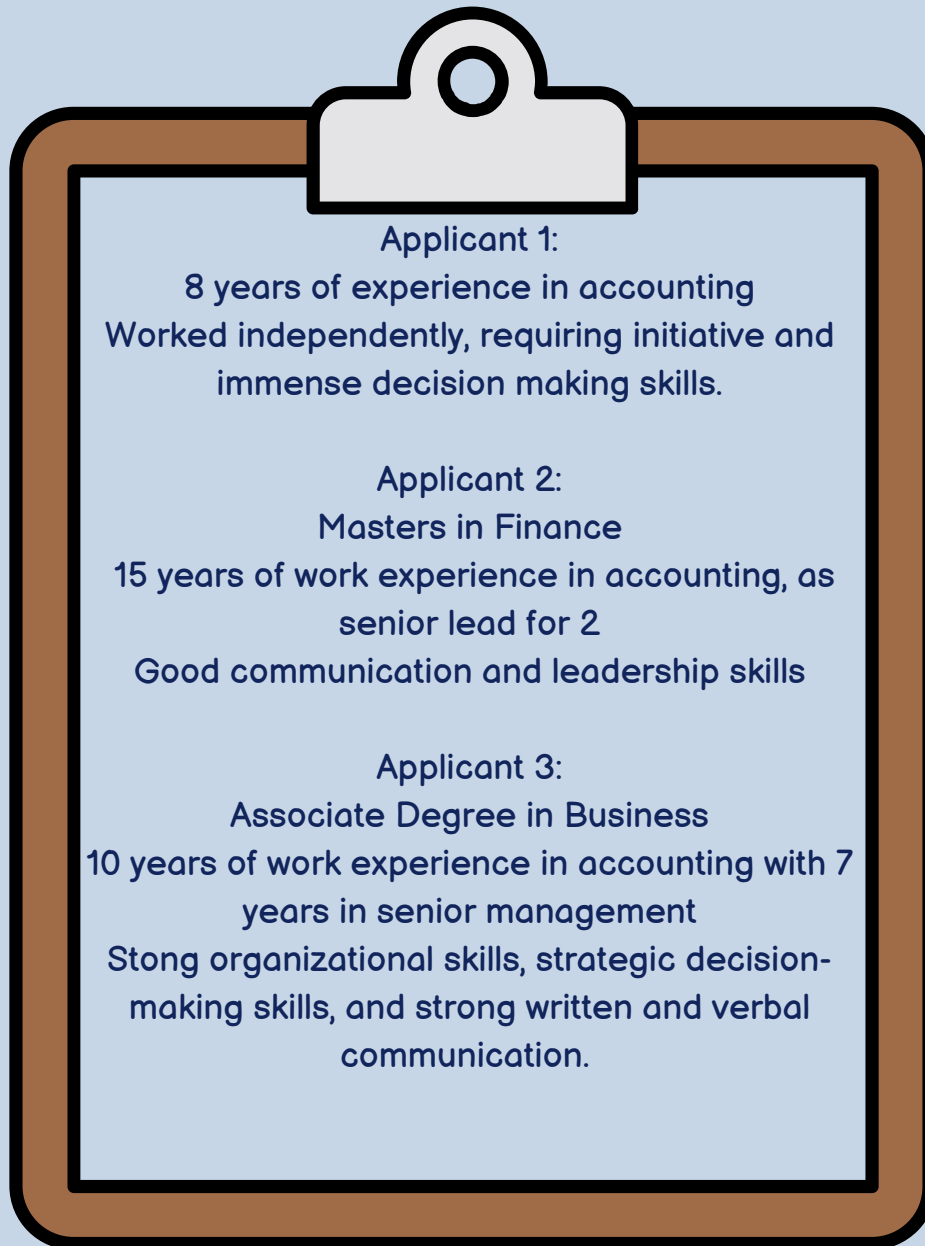 Applicant 1:
8 years of experience in accounting
Worked independently, requiring initiative and
immense decision making skills.
Applicant 2:
Masters in Finance
15 years of work experience in accounting, as
senior lead for 2
Good communication and leadership skills
Applicant 3:
Associate Degree in Business
10 years of work experience in accounting with 7
years in senior management
Stong organizational skills, strategic decision-
making skills, and strong written and verbal
communication.